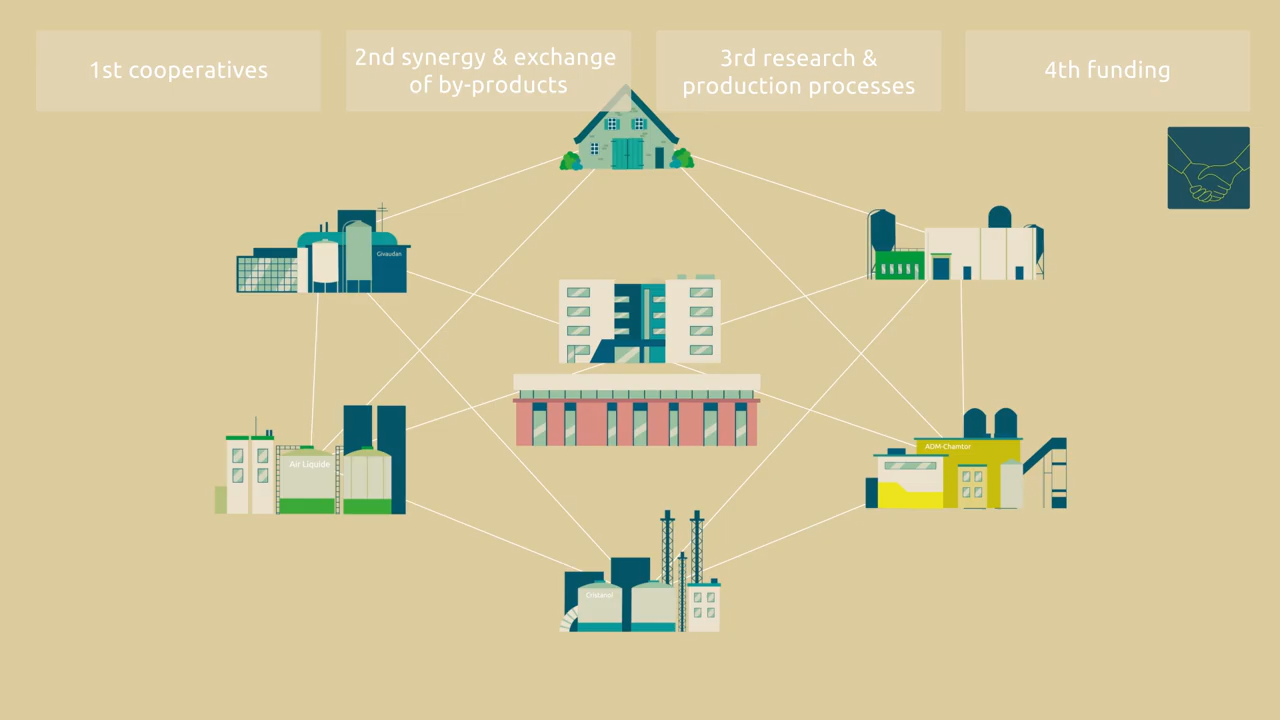 1st cooperatives
2nd synergy & exchange
of by-products
3rd research &
production processes
4th funding
Givaudan
Air Liquide
ADM-Chamtor
Cristanol